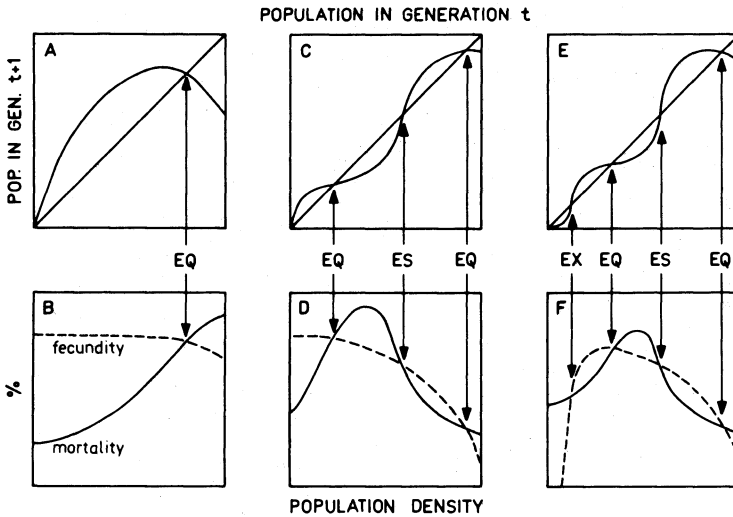 POPULATION IN GENERATION t
POP. IN GEN. t+1
A
C
E
EQ
EQ
ES
EQ
EX
EQ
ES
EQ
%
B
fecundity
mortality
D
F
POPULATION DENSITY